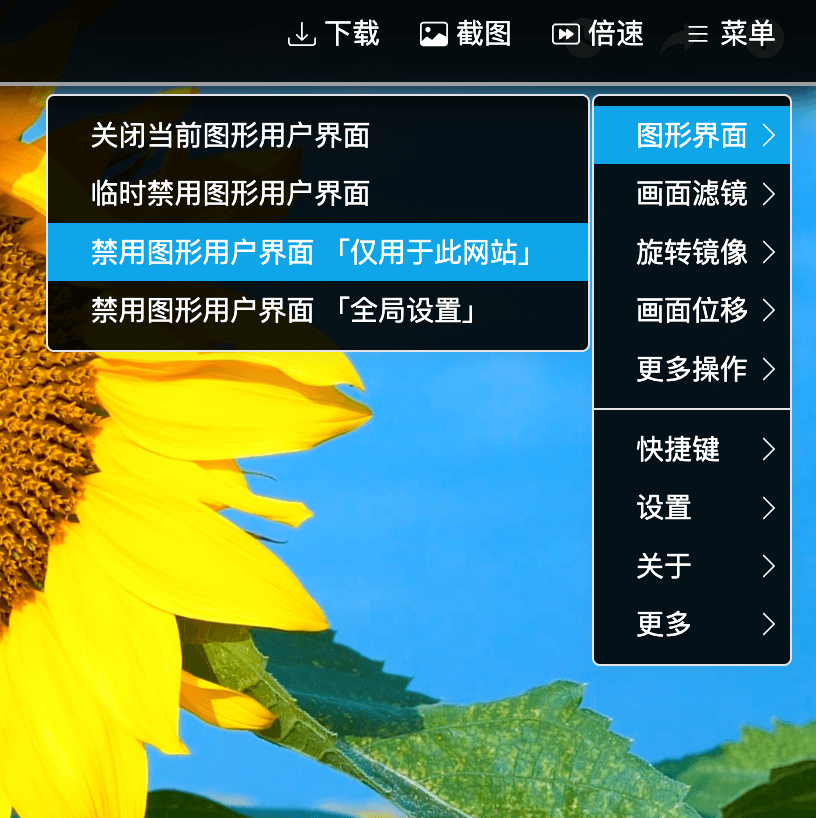 下载 截图 倍速 菜单
关闭当前图形用户界面
临时禁用图形用户界面
禁用图形用户界面 「仅用于此网站」
禁用图形用户界面 「全局设置」
图形界面
画面滤镜
旋转镜像
画面位移
更多操作
快捷键
设置
关于
更多